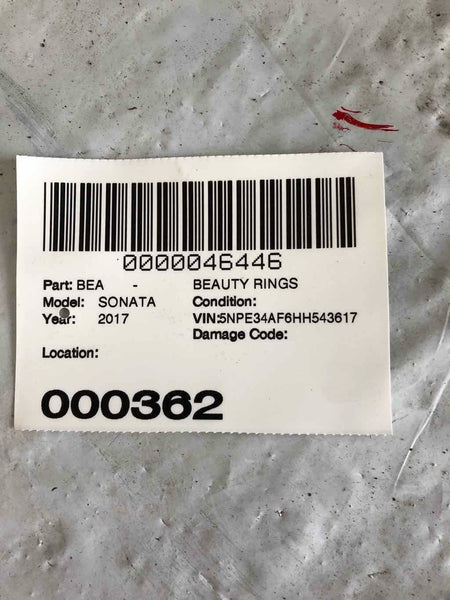 0000046446
Part: BEA - BEAUTY RINGS
Model: SONATA Condition:
Year: 2017 VIN:5NPE34AF6HH543617
Damage Code:
Location:
000362